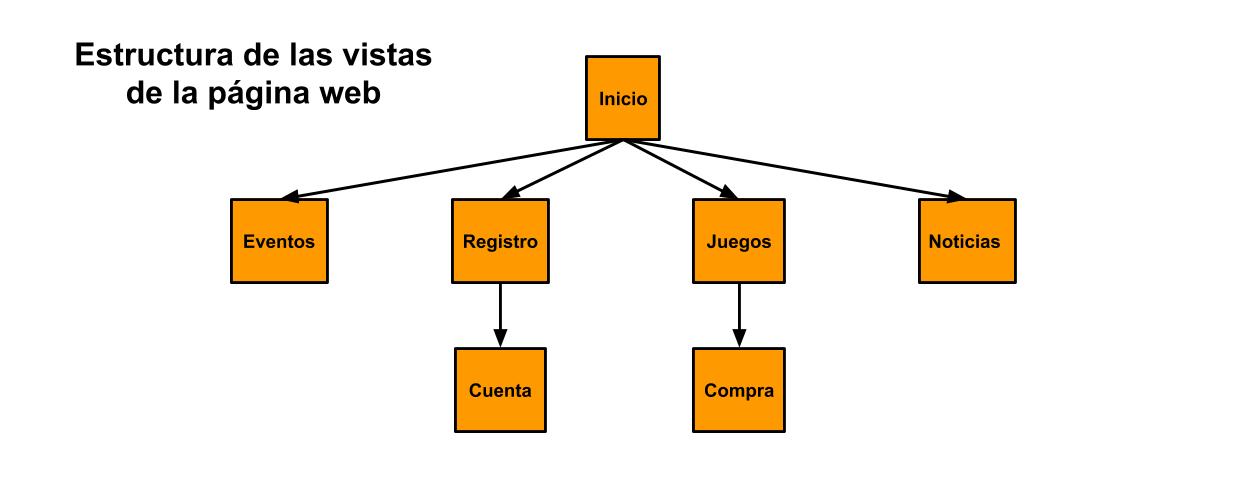 Estructura de las vistas
de la página web
Inicio
Eventos
Registro
Juegos
Noticias
Cuenta
Compra